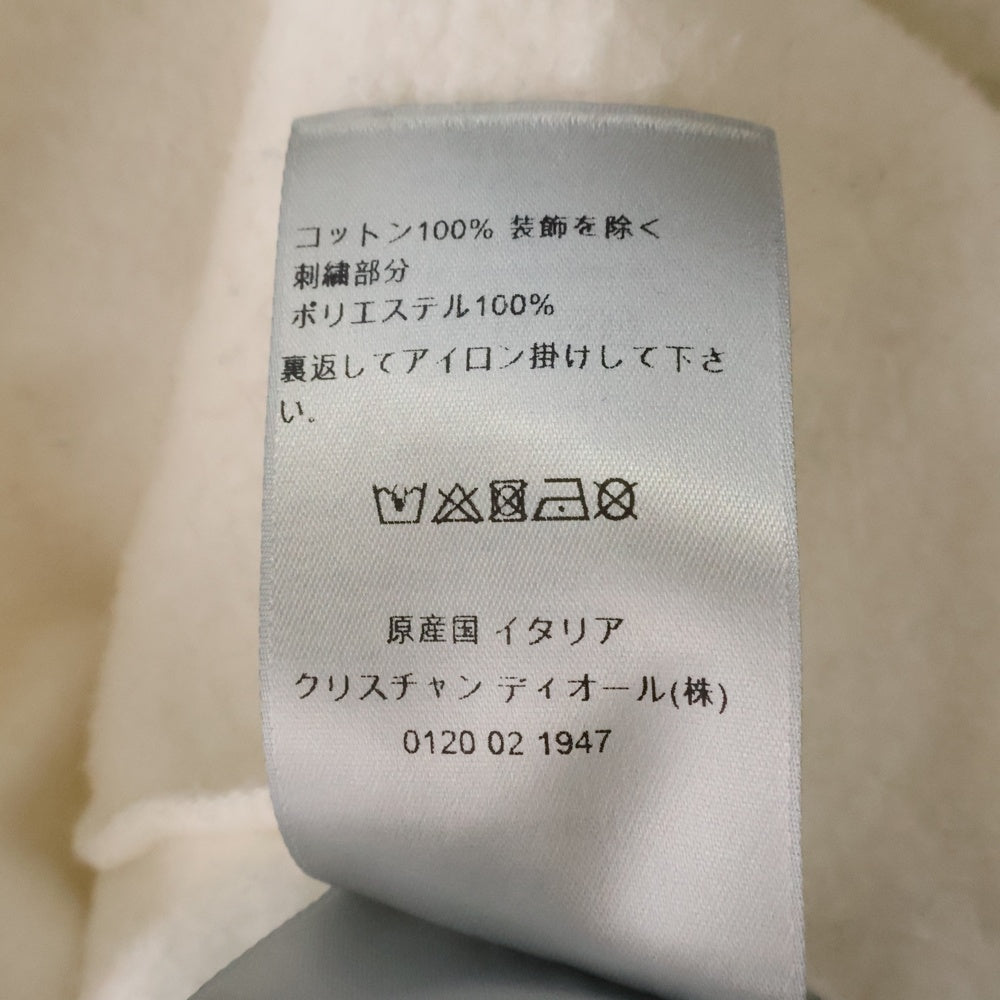 コットン100% 装飾を除く
刺繍部分
ポリエステル100%
裏返してアイロン掛けして下さ
い。
原産国 イタリア
クリスチャン ディオール(株)
0120 02 1947